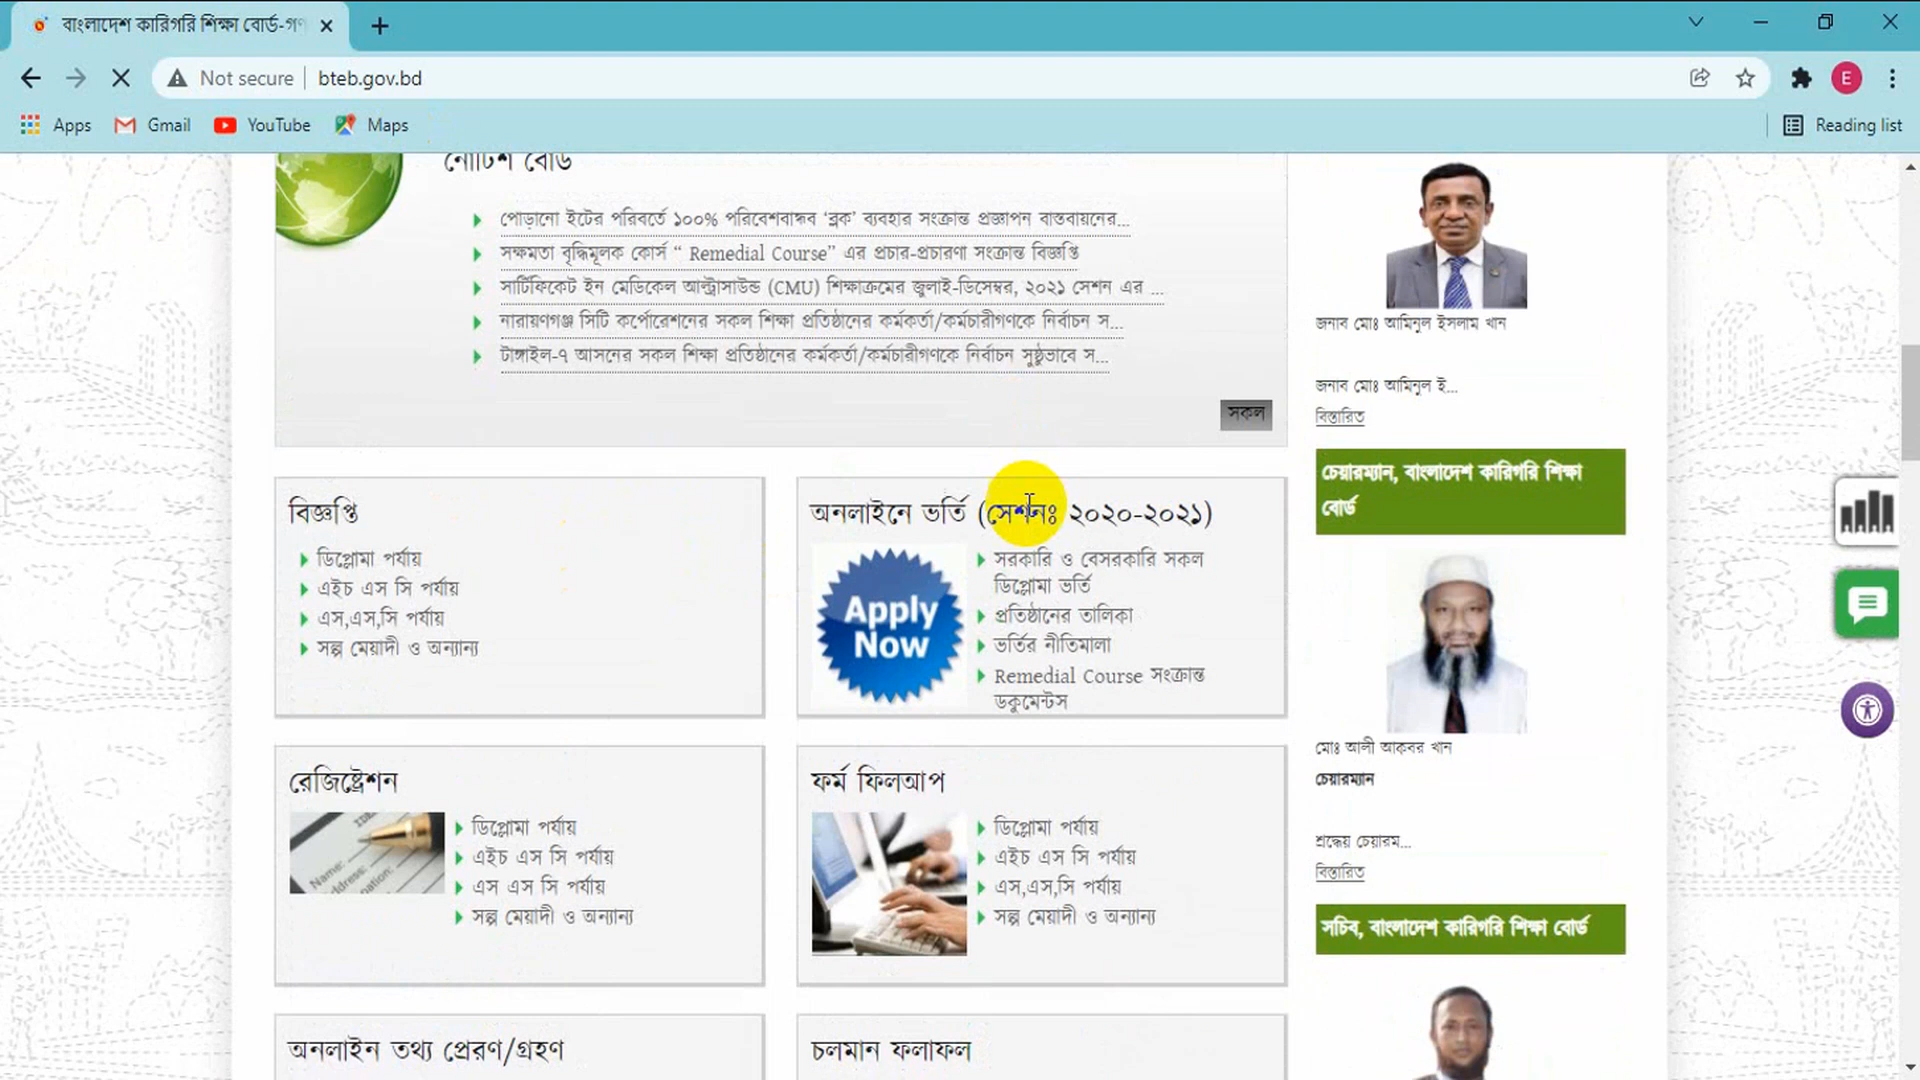 বাংলাদেশ কারিগরি শিক্ষা বোর্ড-গণ
Not secure
bteb.gov.bd
E
Apps
Gmail
YouTube
Maps
Reading list
নোটিশ বোর্ড
পোড়ানো ইটের পরিবর্তে ১০০% পরিবেশবান্ধব ‘ব্লক’ ব্যবহার সংক্রান্ত প্রজ্ঞাপন বাস্তবায়নের...
সক্ষমতা বৃদ্ধিমূলক কোর্স “ Remedial Course” এর প্রচার-প্রচারণা সংক্রান্ত বিজ্ঞপ্তি
সার্টিফিকেট ইন মেডিকেল আল্ট্রাসাউন্ড (CMU) শিক্ষাক্রমের জুলাই-ডিসেম্বর, ২০২১ সেশন এর ...
নারায়ণগঞ্জ সিটি কর্পোরেশনের সকল শিক্ষা প্রতিষ্ঠানের কর্মকর্তা/কর্মচারীগণকে নির্বাচন স...
টাঙ্গাইল-৭ আসনের সকল শিক্ষা প্রতিষ্ঠানের কর্মকর্তা/কর্মচারীগণকে নির্বাচন সুষ্ঠুভাবে স...
সকল
বিজ্ঞপ্তি
ডিপ্লোমা পর্যায়
এইচ এস সি পর্যায়
এস,এস,সি পর্যায়
সল্প মেয়াদী ও অন্যান্য
অনলাইনে ভর্তি (সেশনঃ ২০২০-২০২১)
Apply
Now
সরকারি ও বেসরকারি সকল
ডিপ্লোমা ভর্তি
প্রতিষ্ঠানের তালিকা
ভর্তির নীতিমালা
Remedial Course সংক্রান্ত
ডকুমেন্টস
রেজিষ্ট্রেশন
Name:
ডিপ্লোমা পর্যায়
এইচ এস সি পর্যায়
এস এস সি পর্যায়
সল্প মেয়াদী ও অন্যান্য
ফর্ম ফিলআপ
ডিপ্লোমা পর্যায়
এইচ এস সি পর্যায়
এস,এস,সি পর্যায়
সল্প মেয়াদী ও অন্যান্য
অনলাইন তথ্য প্রেরণ/গ্রহণ
চলমান ফলাফল
জনাব মোঃ আমিনুল ইসলাম খান
জনাব মোঃ আমিনুল ই...
বিস্তারিত
চেয়ারম্যান, বাংলাদেশ কারিগরি শিক্ষা
বোর্ড
মোঃ আলী আকবর খান
চেয়ারম্যান
শ্রদ্ধেয় চেয়ারম...
বিস্তারিত
সচিব, বাংলাদেশ কারিগরি শিক্ষা বোর্ড